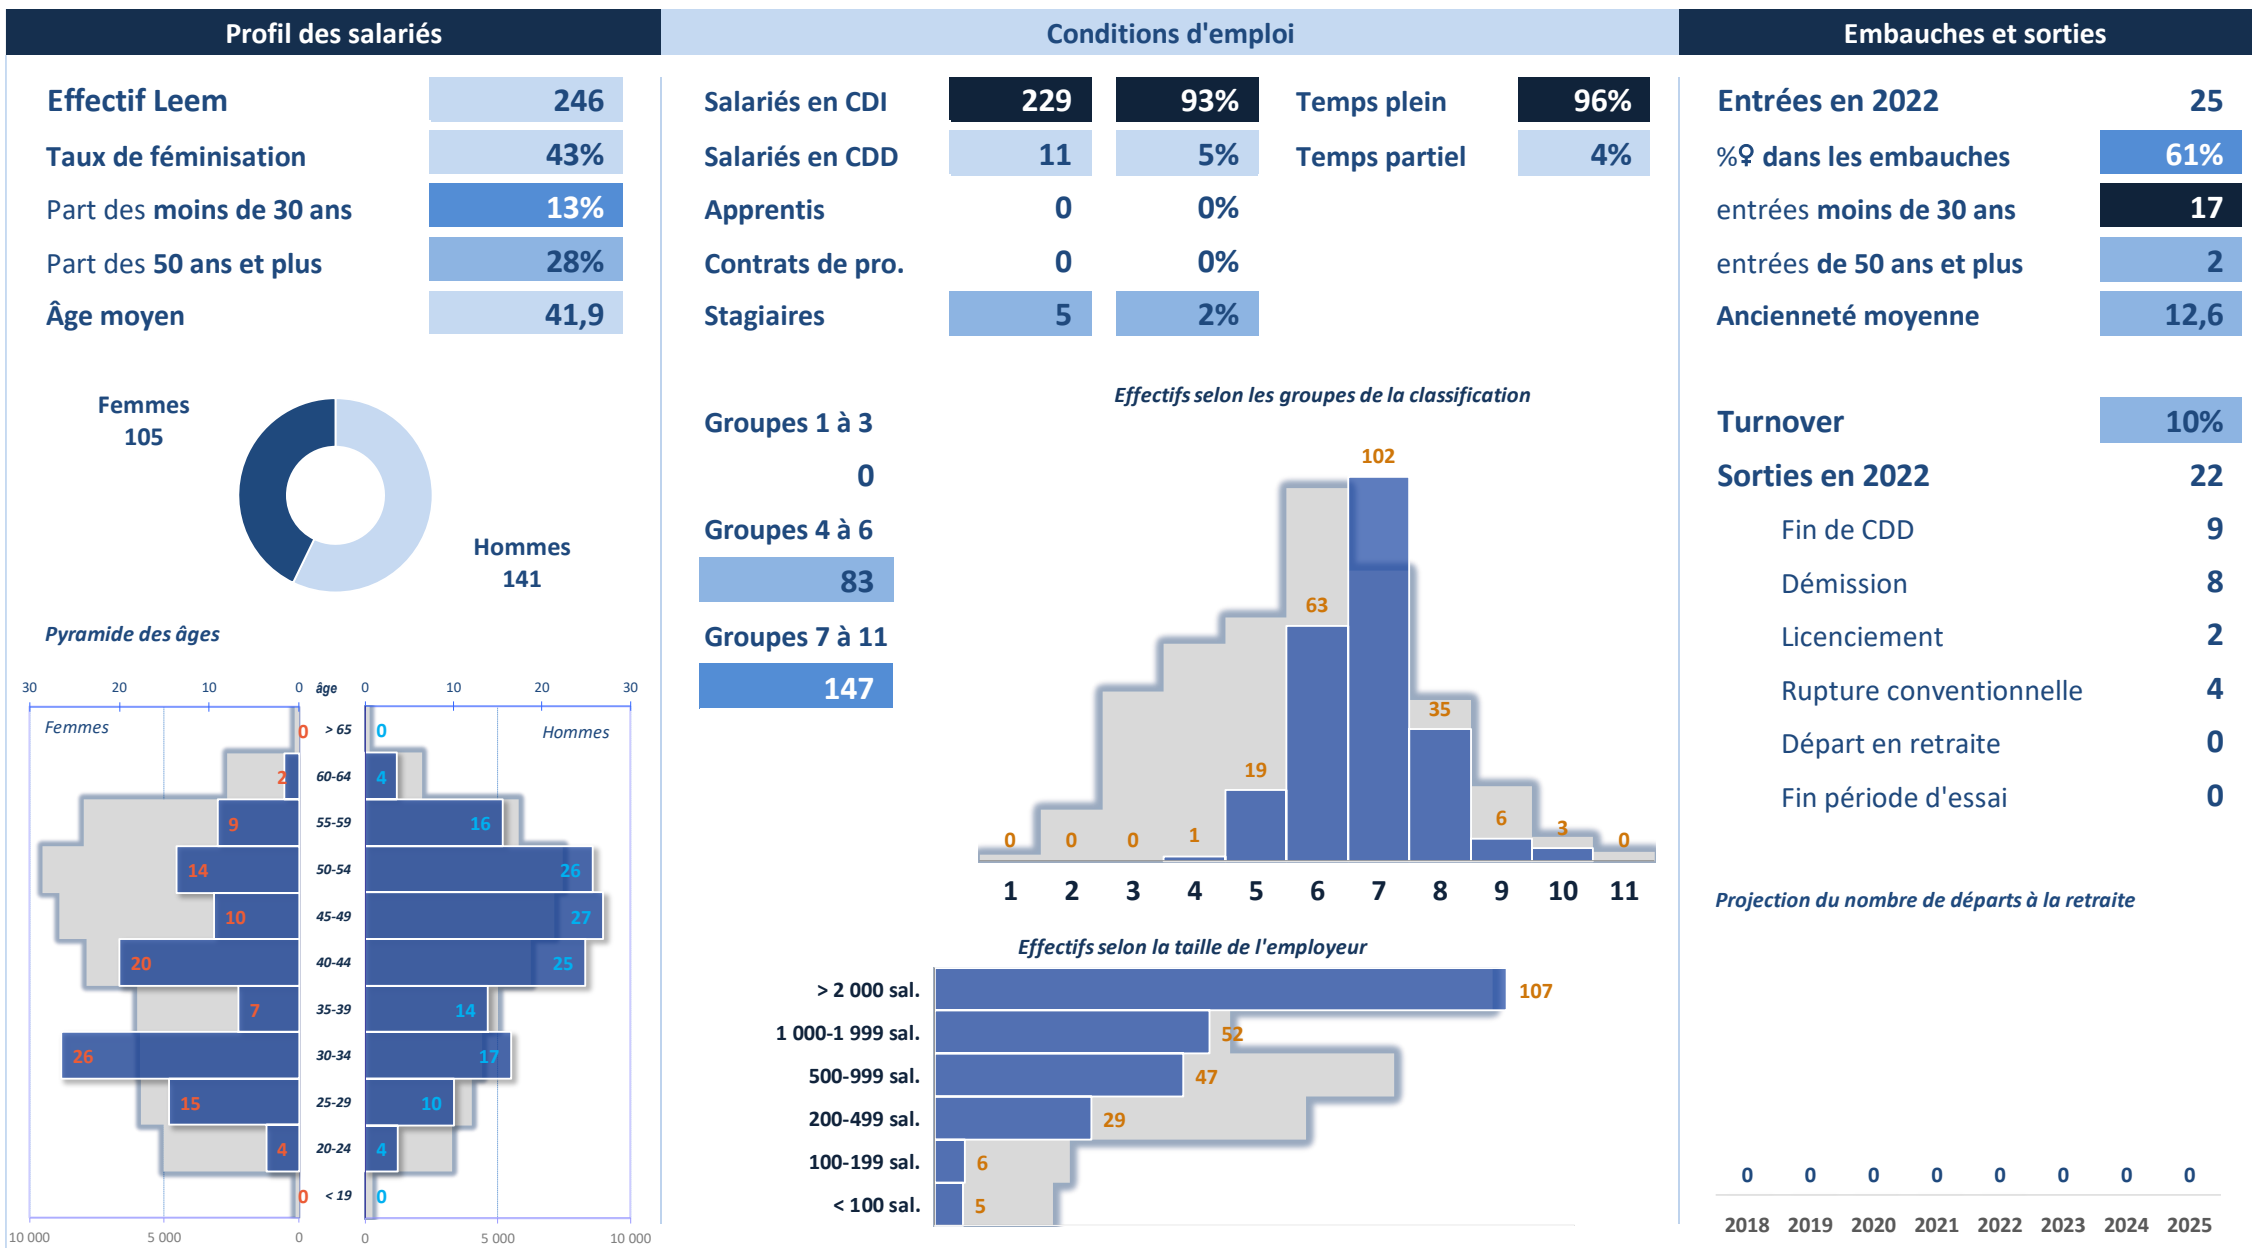 Profil des salariés
Effectif Leem 246
Taux de féminisation 43%
Part des moins de 30 ans 13%
Part des 50 ans et plus 28%
Âge moyen 41,9
Femmes
105
Hommes
141
Pyramide des âges
30 20 10 0 âge 0 10 20 30
Femmes Hommes
0 > 65 0
2 60-64 4
9 55-59 16
14 50-54 26
10 45-49 27
20 40-44 25
7 35-39 14
26 30-34 17
15 25-29 10
4 20-24 4
0 < 19 0
10 000 5 000 0 0 5 000 10 000
Conditions d'emploi
Salariés en CDI 229 93% Temps plein 96%
Salariés en CDD 11 5% Temps partiel 4%
Apprentis 0 0%
Contrats de pro. 0 0%
Stagiaires 5 2%
Groupes 1 à 3
0
Groupes 4 à 6
83
Groupes 7 à 11
147
Effectifs selon les groupes de la classification
0 0 0 1 19 63 102 35 6 3 0
1 2 3 4 5 6 7 8 9 10 11
Effectifs selon la taille de l'employeur
> 2 000 sal. 107
1 000-1 999 sal. 52
500-999 sal. 47
200-499 sal. 29
100-199 sal. 6
< 100 sal. 5
Embauches et sorties
Entrées en 2022 25
%♀ dans les embauches 61%
entrées moins de 30 ans 17
entrées de 50 ans et plus 2
Ancienneté moyenne 12,6
Turnover 10%
Sorties en 2022 22
Fin de CDD 9
Démission 8
Licenciement 2
Rupture conventionnelle 4
Départ en retraite 0
Fin période d'essai 0
Projection du nombre de départs à la retraite
0 0 0 0 0 0 0 0
2018 2019 2020 2021 2022 2023 2024 2025